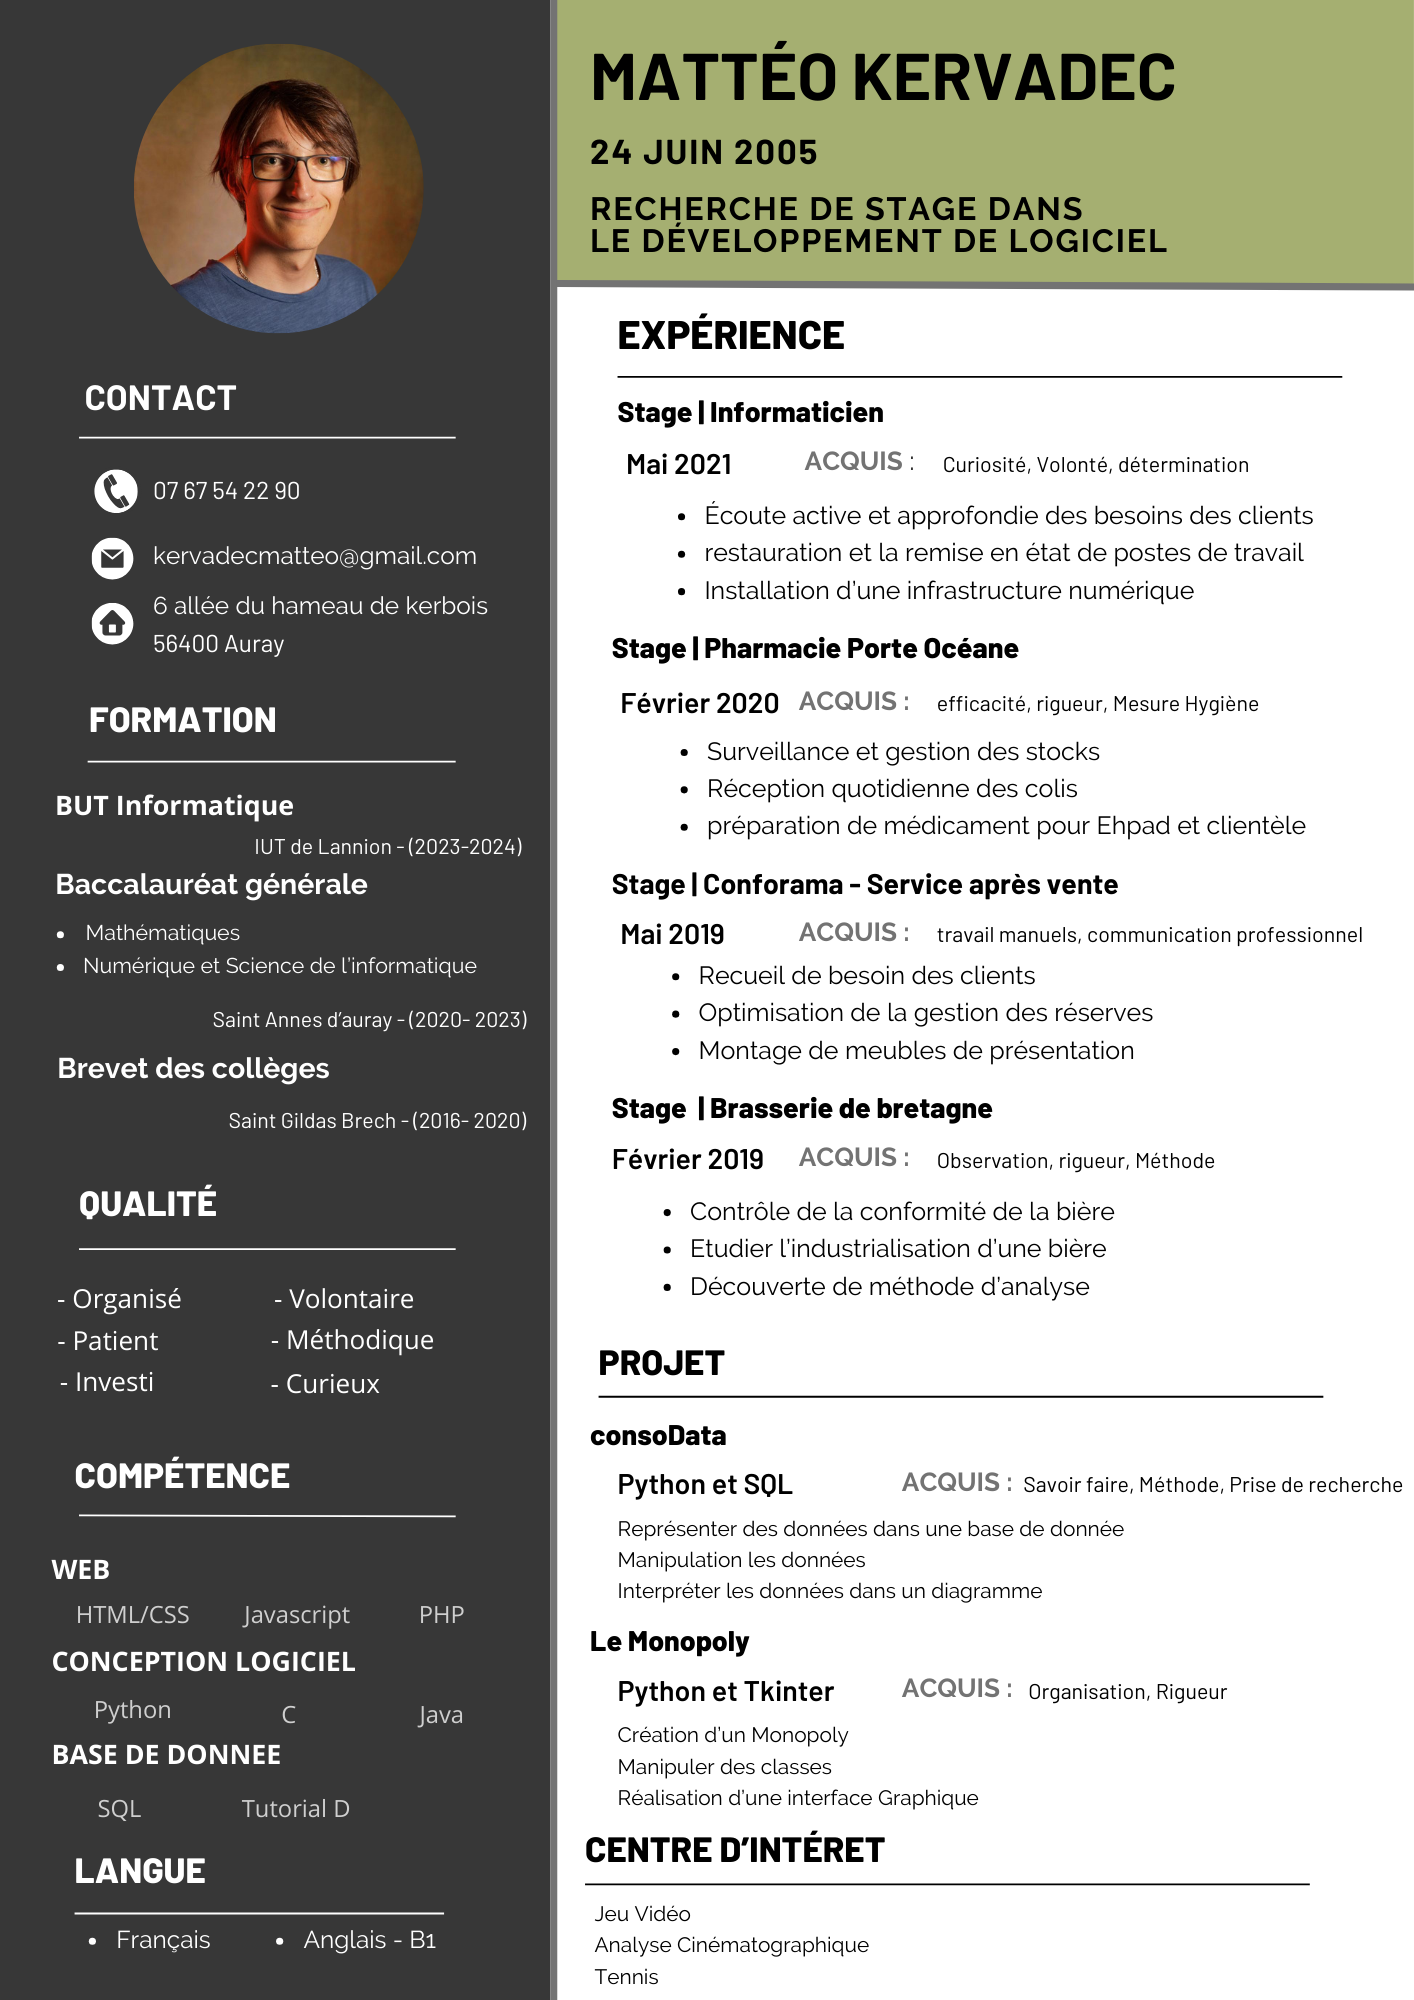 MATTÉO KERVADEC
24 JUIN 2005
RECHERCHE DE STAGE DANS
LE DÉVELOPPEMENT DE LOGICIEL
CONTACT
07 67 54 22 90
kervadecmatteo@gmail.com
6 allée du hameau de kerbois
56400 Auray
FORMATION
BUT Informatique
IUT de Lannion - (2023-2024)
Baccalauréat générale
• Mathématiques
• Numérique et Science de l'informatique
Saint Annes d'auray - (2020- 2023)
Brevet des collèges
Saint Gildas Brech - (2016- 2020)
QUALITÉ
- Organisé - Volontaire
- Patient - Méthodique
- Investi - Curieux
COMPÉTENCE
WEB
HTML/CSS Javascript PHP
CONCEPTION LOGICIEL
Python C Java
BASE DE DONNEE
SQL Tutorial D
LANGUE
• Français • Anglais - B1
EXPÉRIENCE
Stage | Informaticien
Mai 2021 ACQUIS : Curiosité, Volonté, détermination
• Écoute active et approfondie des besoins des clients
• restauration et la remise en état de postes de travail
• Installation d'une infrastructure numérique
Stage | Pharmacie Porte Océane
Février 2020 ACQUIS : efficacité, rigueur, Mesure Hygiène
• Surveillance et gestion des stocks
• Réception quotidienne des colis
• préparation de médicament pour Ehpad et clientèle
Stage | Conforama - Service après vente
Mai 2019 ACQUIS : travail manuels, communication professionnel
• Recueil de besoin des clients
• Optimisation de la gestion des réserves
• Montage de meubles de présentation
Stage | Brasserie de bretagne
Février 2019 ACQUIS : Observation, rigueur, Méthode
• Contrôle de la conformité de la bière
• Etudier l'industrialisation d'une bière
• Découverte de méthode d'analyse
PROJET
consoData
Python et SQL ACQUIS : Savoir faire, Méthode, Prise de recherche
Représenter des données dans une base de donnée
Manipulation les données
Interpréter les données dans un diagramme
Le Monopoly
Python et Tkinter ACQUIS : Organisation, Rigueur
Création d'un Monopoly
Manipuler des classes
Réalisation d'une interface Graphique
CENTRE D'INTÉRET
Jeu Vidéo
Analyse Cinématographique
Tennis